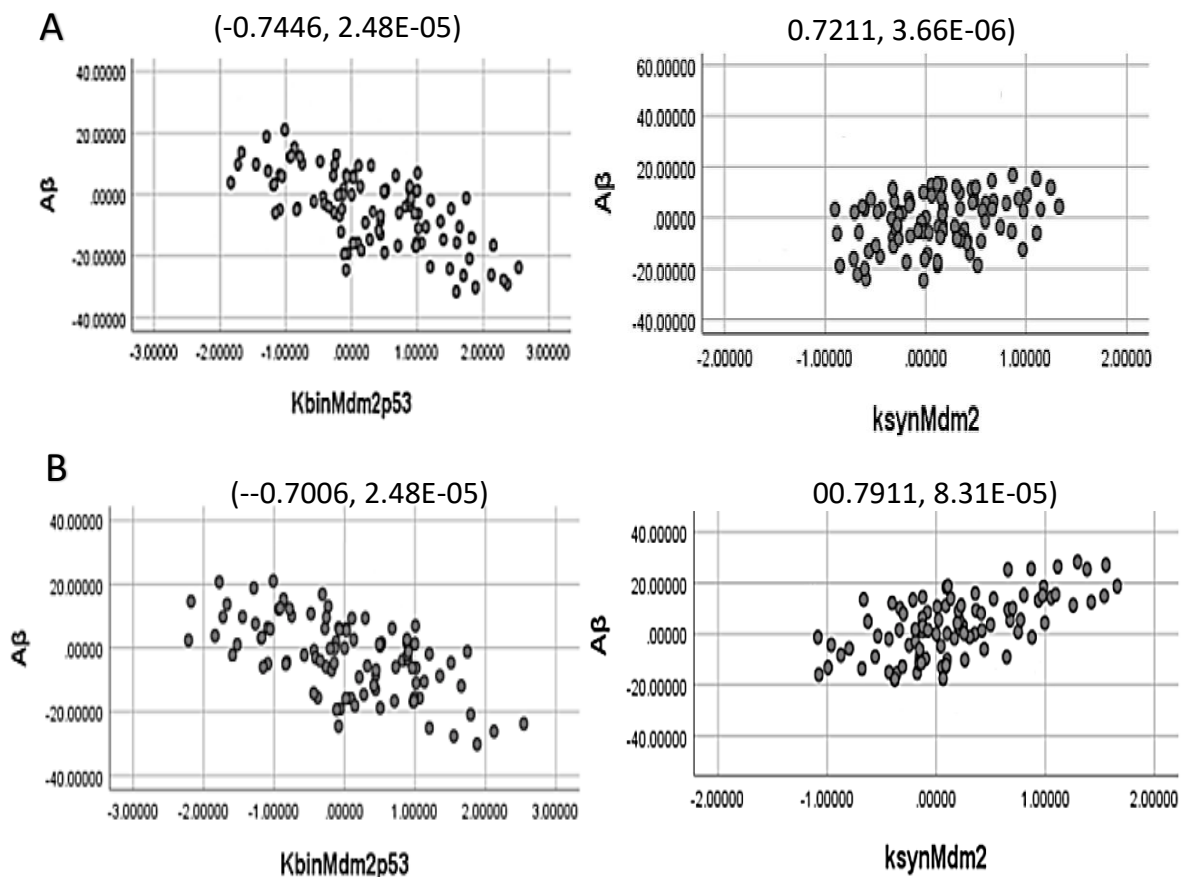 A
(-0.7446, 2.48E-05)
0.7211, 3.66E-06)
40.00000
20.00000
.00000
-20.00000
-40.00000
Aβ
-3.00000 -2.00000 -1.00000 .00000 1.00000 2.00000 3.00000
KbinMdm2p53
60.00000
40.00000
20.00000
.00000
-20.00000
-40.00000
Aβ
-2.00000 -1.00000 .00000 1.00000 2.00000
ksynMdm2
B
(--0.7006, 2.48E-05)
00.7911, 8.31E-05)
40.00000
20.00000
.00000
-20.00000
-40.00000
Aβ
-3.00000 -2.00000 -1.00000 .00000 1.00000 2.00000 3.00000
KbinMdm2p53
40.00000
20.00000
.00000
-20.00000
-40.00000
Aβ
-2.00000 -1.00000 .00000 1.00000 2.00000
ksynMdm2